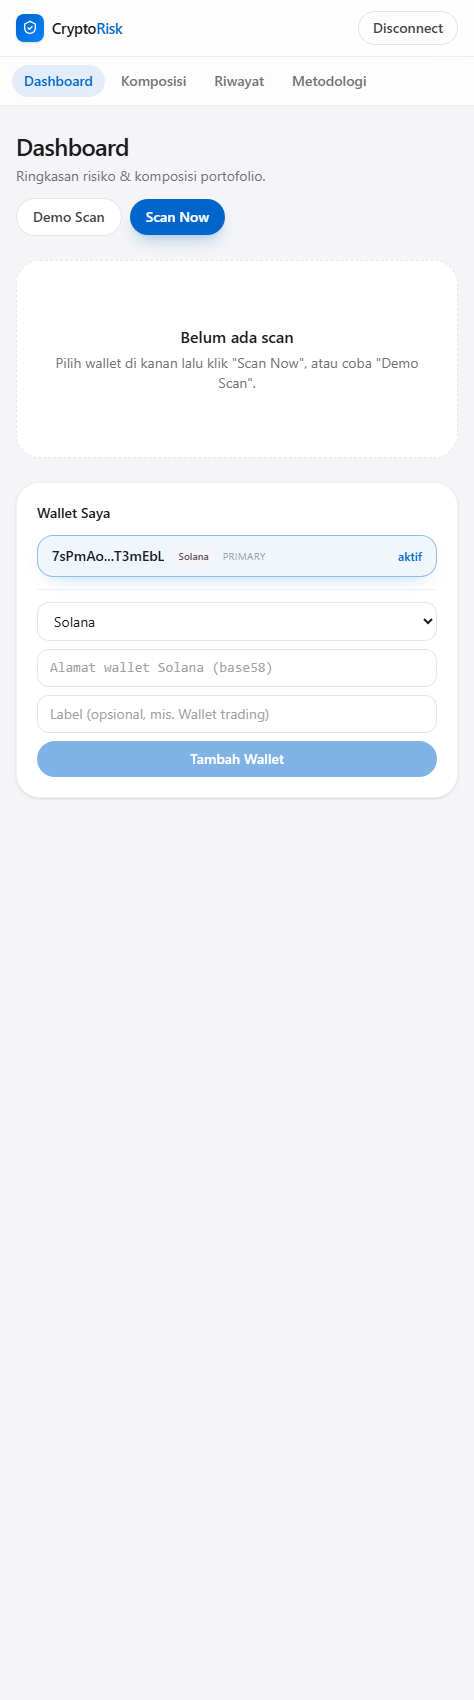 CryptoRisk
Disconnect
Dashboard
Komposisi
Riwayat
Metodologi
Dashboard
Ringkasan risiko & komposisi portofolio.
Demo Scan
Scan Now
Belum ada scan
Pilih wallet di kanan lalu klik "Scan Now", atau coba "Demo
Scan".
Wallet Saya
7sPmAo...T3mEbL Solana PRIMARY aktif
Solana
Alamat wallet Solana (base58)
Label (opsional, mis. Wallet trading)
Tambah Wallet